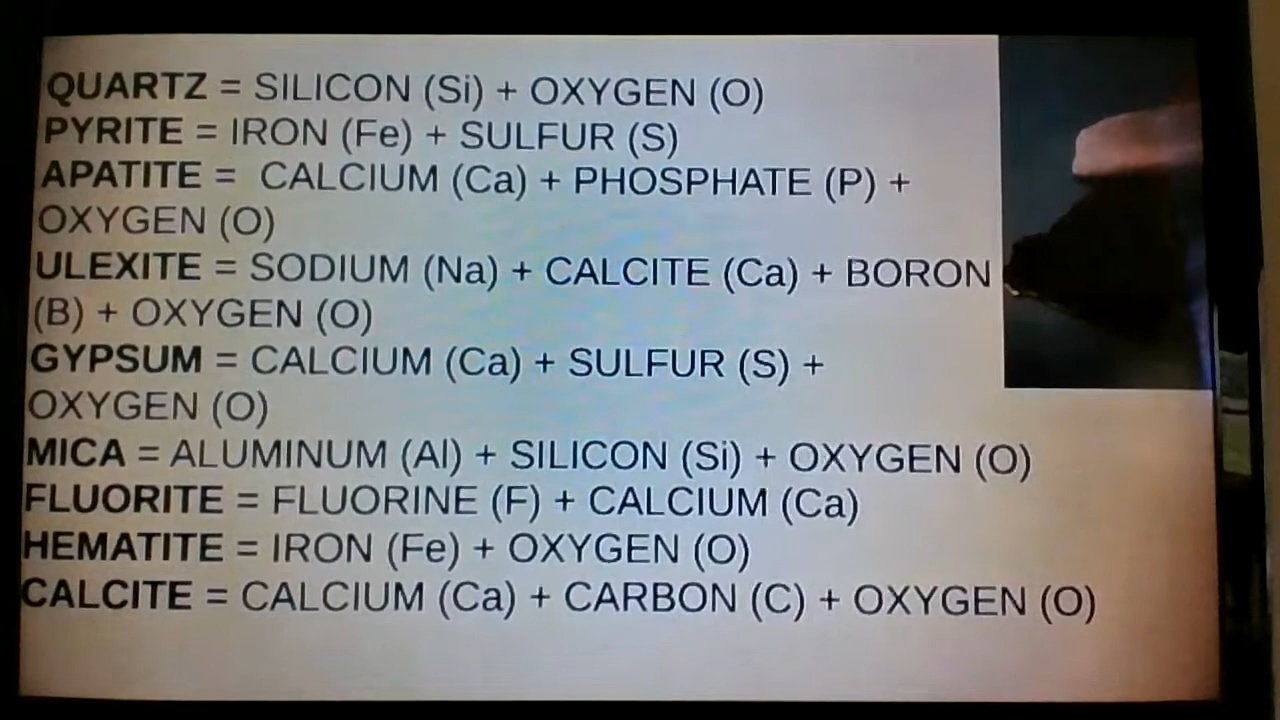 QUARTZ = SILICON (Si) + OXYGEN (O)
PYRITE = IRON (Fe) + SULFUR (S)
APATITE = CALCIUM (Ca) + PHOSPHATE (P) +
OXYGEN (O)
ULEXITE = SODIUM (Na) + CALCITE (Ca) + BORON
(B) + OXYGEN (O)
GYPSUM = CALCIUM (Ca) + SULFUR (S) +
OXYGEN (O)
MICA = ALUMINUM (Al) + SILICON (Si) + OXYGEN (O)
FLUORITE = FLUORINE (F) + CALCIUM (Ca)
HEMATITE = IRON (Fe) + OXYGEN (O)
CALCITE = CALCIUM (Ca) + CARBON (C) + OXYGEN (O)